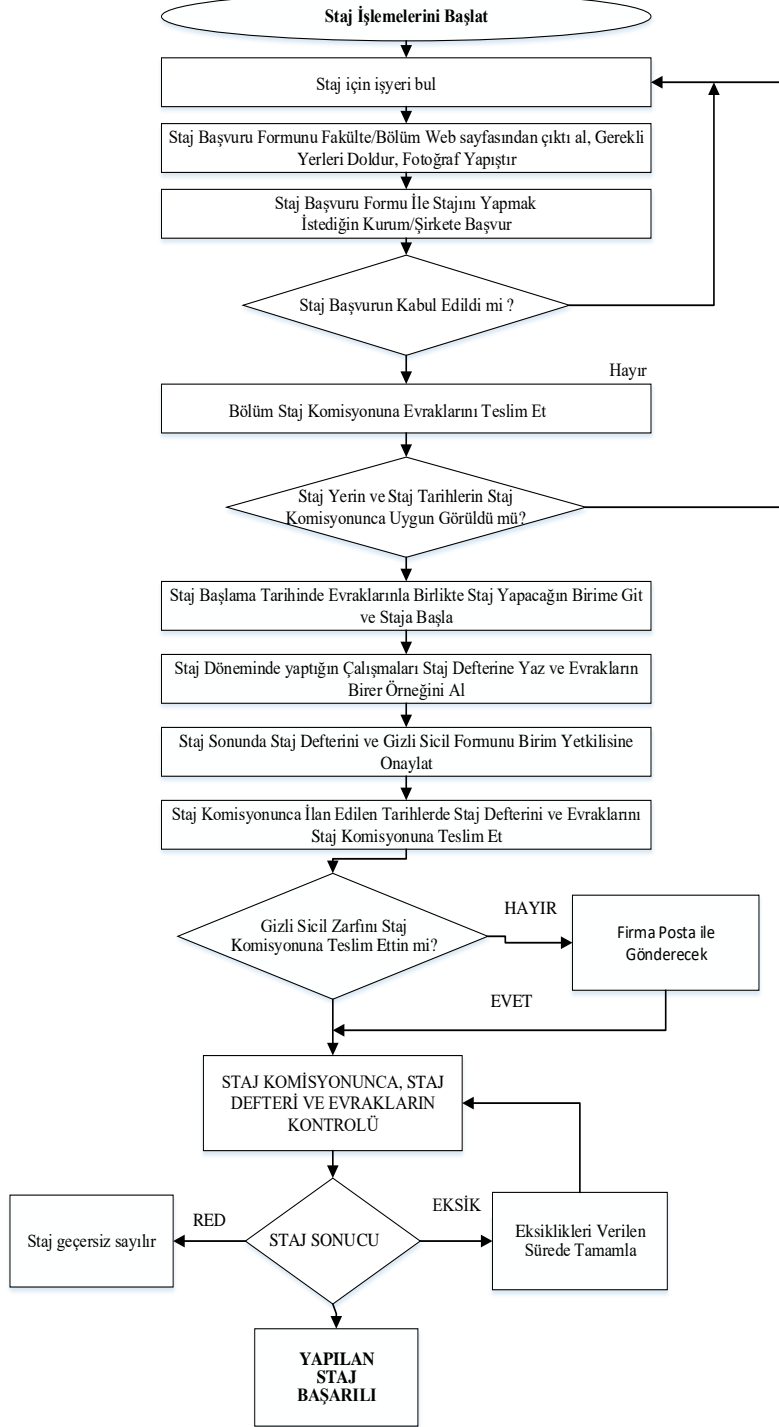 Staj İşlemelerini Başlat
Staj için işyeri bul
Staj Başvuru Formunu Fakülte/Bölüm Web sayfasından çıktı al, Gerekli
Yerleri Doldur, Fotoğraf Yapıştır
Staj Başvuru Formu İle Stajını Yapmak
İstediğin Kurum/Şirkete Başvur
Staj Başvurun Kabul Edildi mi ?
Hayır
Bölüm Staj Komisyonuna Evraklarını Teslim Et
Staj Yerin ve Staj Tarihlerin Staj
Komisyonunca Uygun Görüldü mü?
Staj Başlama Tarihinde Evraklarınla Birlikte Staj Yapacağın Birime Git
ve Staja Başla
Staj Döneminde yaptığın Çalışmaları Staj Defterine Yaz ve Evrakların
Birer Örneğini Al
Staj Sonunda Staj Defterini ve Gizli Sicil Formunu Birim Yetkilisine
Onaylat
Staj Komisyonunca İlan Edilen Tarihlerde Staj Defterini ve Evraklarını
Staj Komisyonuna Teslim Et
Gizli Sicil Zarfını Staj
Komisyonuna Teslim Ettin mi?
HAYIR
Firma Posta ile
Gönderecek
EVET
STAJ KOMİSYONUNCA, STAJ
DEFTERİ VE EVRAKLARIN
KONTROLÜ
RED
EKSİK
Staj geçersiz sayılır
STAJ SONUCU
Eksiklikleri Verilen
Sürede Tamamla
YAPILAN
STAJ
BAŞARILI